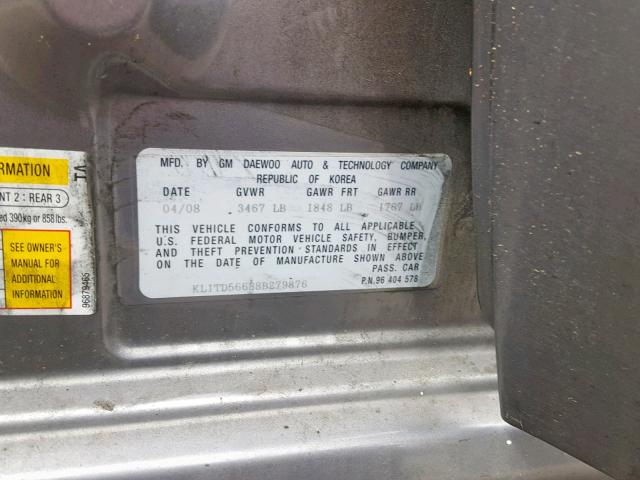 RMATION
NT 2 : REAR 3
ed 390kg or 858 lbs.
SEE OWNER'S
MANUAL FOR
ADDITIONAL
INFORMATION
96879465
MFD. BY GM DAEWOO AUTO & TECHNOLOGY COMPANY
REPUBLIC OF KOREA
DATE GVWR GAWR FRT GAWR RR
04/08 3467 LB 1848 LB 1767 LB
THIS VEHICLE CONFORMS TO ALL APPLICABLE
U.S. FEDERAL MOTOR VEHICLE SAFETY, BUMPER,
AND THEFT PREVENTION STANDARDS IN EFFECT
ON THE DATE OF MANUFACTURE SHOWN ABOVE
PASS. CAR
P.N. 96 404 578